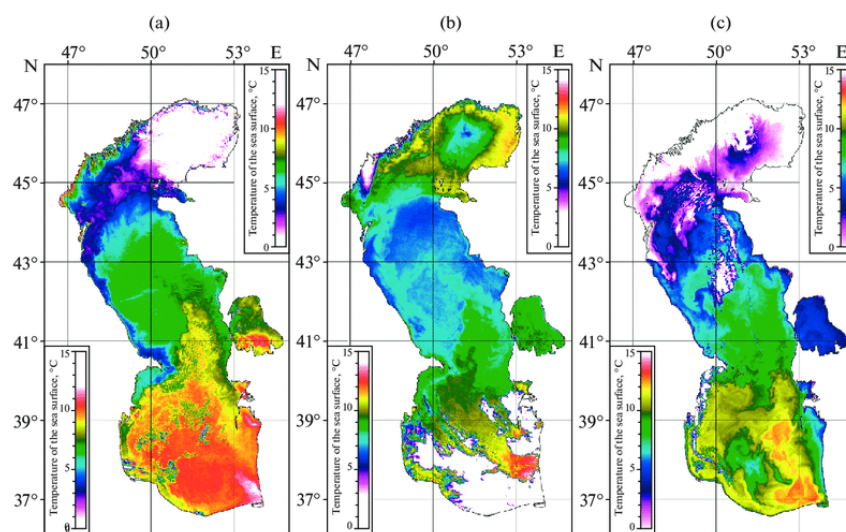 (a) (b) (c)
47° 50° 53° E 47° 50° 53° E 47° 50° 53° E
N N N
15 15 15
Temperature of the sea surface, °C
10
5
0
Temperature of the sea surface, °C
10
5
0
Temperature of the sea surface, °C
10
5
0
47° 47° 47°
45° 45° 45°
43° 43° 43°
41° 41° 41°
15 15 15
Temperature of the sea surface, °C
10
5
0
Temperature of the sea surface, °C
10
5
0
Temperature of the sea surface, °C
10
5
0
39° 39° 39°
37° 37° 37°